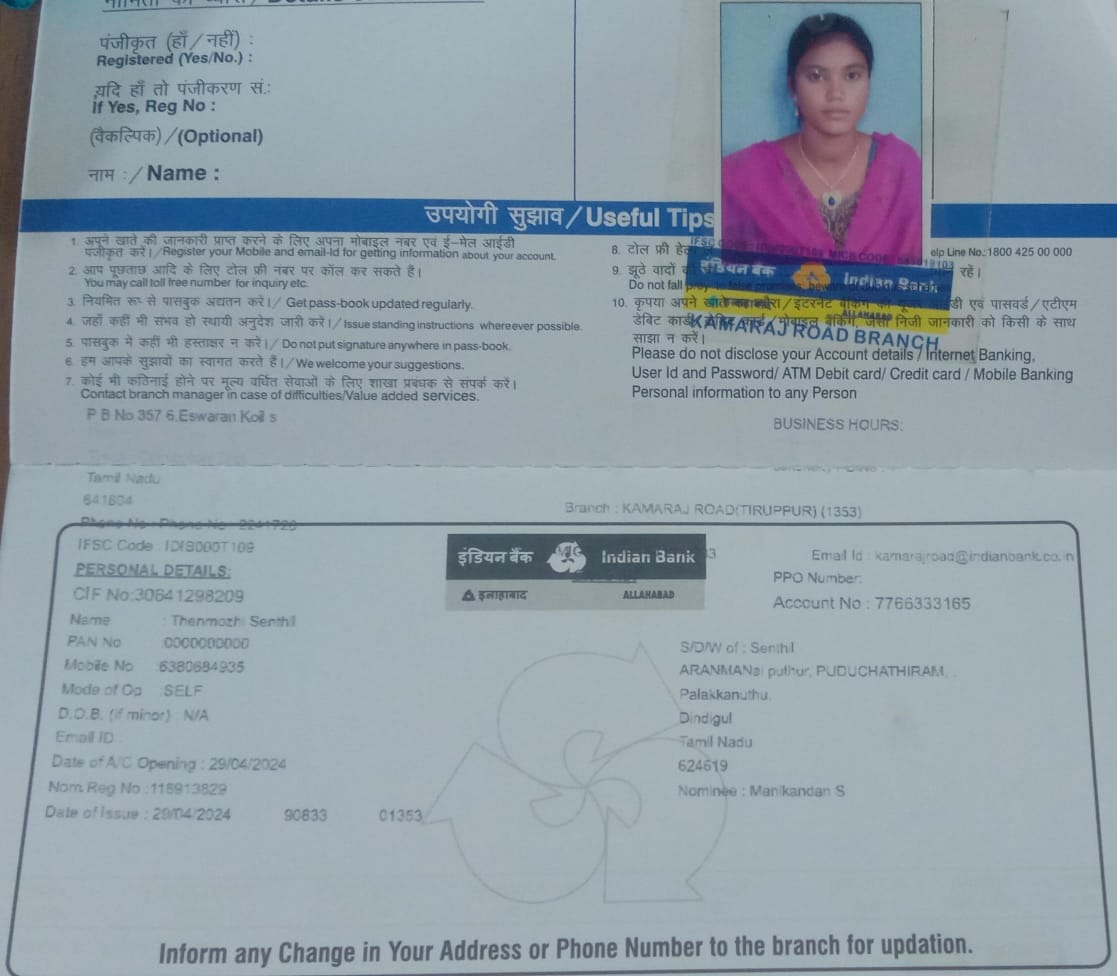 पंजीकृत (हाँ / नहीं) :
Registered (Yes/No.) :
यदि हाँ तो पंजीकरण सं.:
If Yes, Reg No :
(वैकल्पिक) / (Optional)
नाम : / Name :
उपयोगी सुझाव / Useful Tips
1. अपने खाते की जानकारी प्राप्त करने के लिए अपना मोबाइल नंबर एवं ई-मेल आईडी
पंजीकृत करें। / Register your Mobile and email-Id for getting information about your account.
2. आप पूछताछ आदि के लिए टोल फ्री नंबर पर कॉल कर सकते हैं।
You may call toll free number for inquiry etc.
3. नियमित रूप से पासबुक अद्यतन करें। / Get pass-book updated regularly.
4. जहाँ कहीं भी संभव हो स्थायी अनुदेश जारी करें। / Issue standing instructions whereever possible.
5. पासबुक में कहीं भी हस्ताक्षर न करें। / Do not put signature anywhere in pass-book.
6. हम आपके सुझावों का स्वागत करते हैं। / We welcome your suggestions.
7. कोई भी कठिनाई होने पर मूल्य वर्धित सेवाओं के लिए शाखा प्रबंधक से संपर्क करें।
Contact branch manager in case of difficulties/Value added services.
8. टोल फ्री elp Line No.:1800 425 00 000
9. झूठे वादों रहें।
Do not fall
10. कृपया अपने खाते इंटरनेट बैंकिंग एवं पासवर्ड / एटीएम
डेबिट कार्ड मोबाइल बैंकिंग, जैसी निजी जानकारी को किसी के साथ
साझा न करें।
Please do not disclose your Account details / Internet Banking,
User Id and Password/ ATM Debit card/ Credit card / Mobile Banking
Personal information to any Person
इंडियन बैंक Indian Bank
ALLAHABAD
KAMARAJ ROAD BRANCH
P B No 357 6,Eswaran Koil s
BUSINESS HOURS:
Tamil Nadu
641604
Phone No : Phone No : 2241720
Branch : KAMARAJ ROAD(TIRUPPUR) (1353)
IFSC Code : IDIB000T109
इंडियन बैंक Indian Bank
इलाहाबाद ALLAHABAD
Email Id : kamarajroad@indianbank.co.in
PERSONAL DETAILS:
PPO Number:
CIF No:30641298209
Account No : 7766333165
Name : Thenmozhi Senthil
PAN No :0000000000
Mobile No :6380684935
Mode of Op :SELF
D.O.B. (if minor) : N/A
Email ID :
Date of A/C Opening : 29/04/2024
Nom Reg No :118913829
Date of Issue : 29/04/2024 90833 01353
S/D/W of : Senthil
ARANMANai puthur, PUDUCHATHIRAM, .
Palakkanuthu,
Dindigul
Tamil Nadu
624619
Nominee : Manikandan S
Inform any Change in Your Address or Phone Number to the branch for updation.